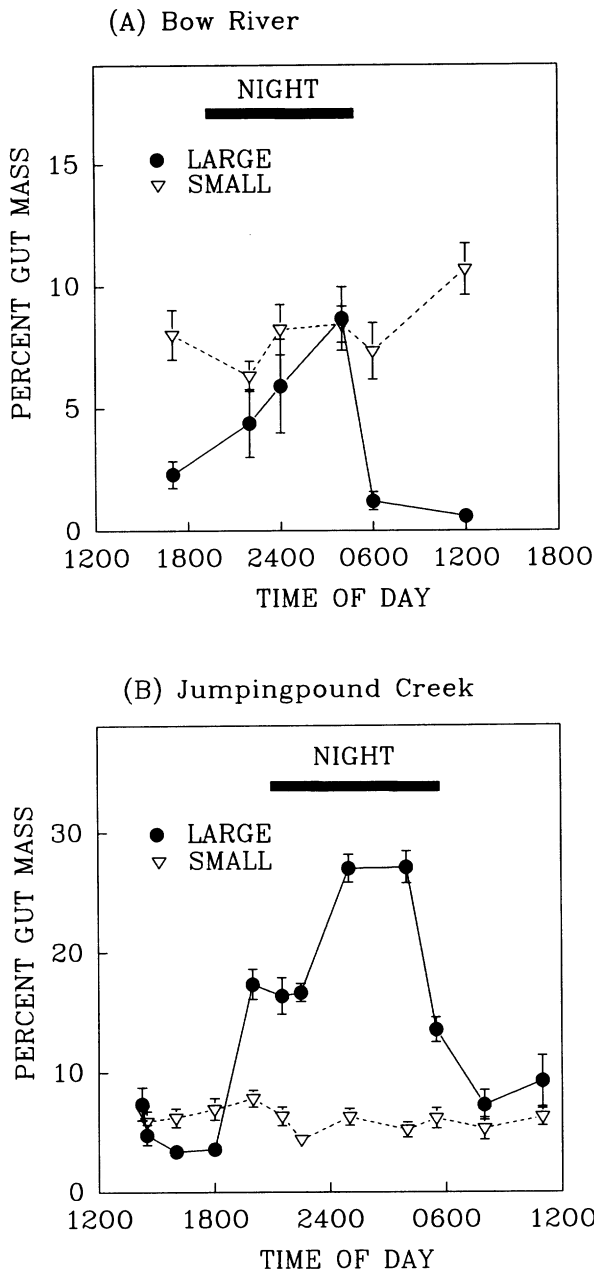 (A) Bow River
NIGHT
LARGE
SMALL
PERCENT GUT MASS
15
10
5
0
1200 1800 2400 0600 1200 1800
TIME OF DAY
(B) Jumpingpound Creek
NIGHT
LARGE
SMALL
PERCENT GUT MASS
30
20
10
0
1200 1800 2400 0600 1200
TIME OF DAY